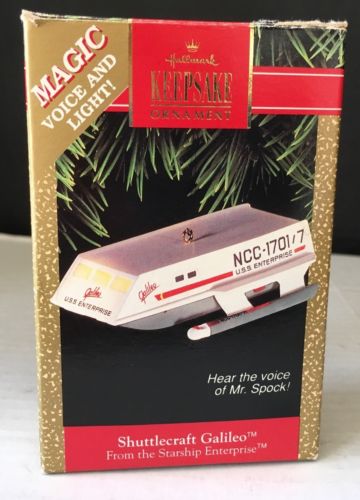 MAGIC
VOICE AND
LIGHT!
Hallmark
KEEPSAKE
ORNAMENT
NCC-1701/7
U.S.S. ENTERPRISE
Galileo
Galileo
U.S.S. ENTERPRISE
Hear the voice
of Mr. Spock!
Shuttlecraft Galileo™
From the Starship Enterprise™